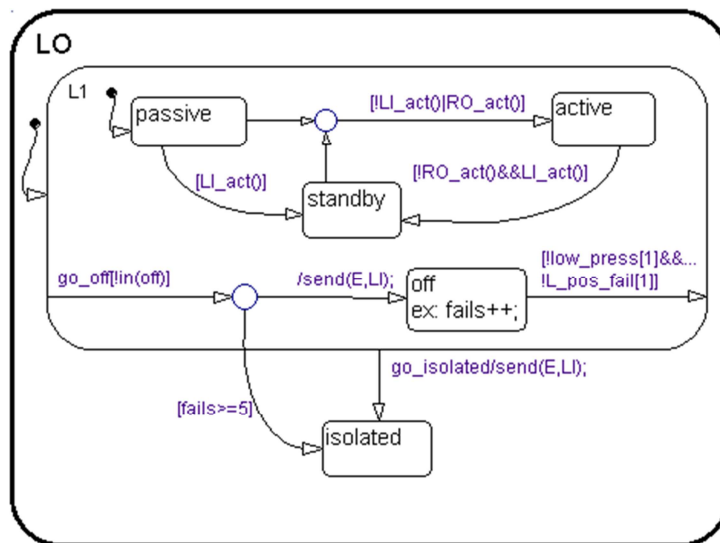 LO
L1
passive
[!LI_act()|RO_act()]
active
[LI_act()]
[!RO_act()&&LI_act()]
standby
go_off[!in(off)]
/send(E,LI);
off
ex: fails++;
[!low_press[1]&&...
!L_pos_fail[1]]
go_isolated/send(E,LI);
[fails>=5]
isolated